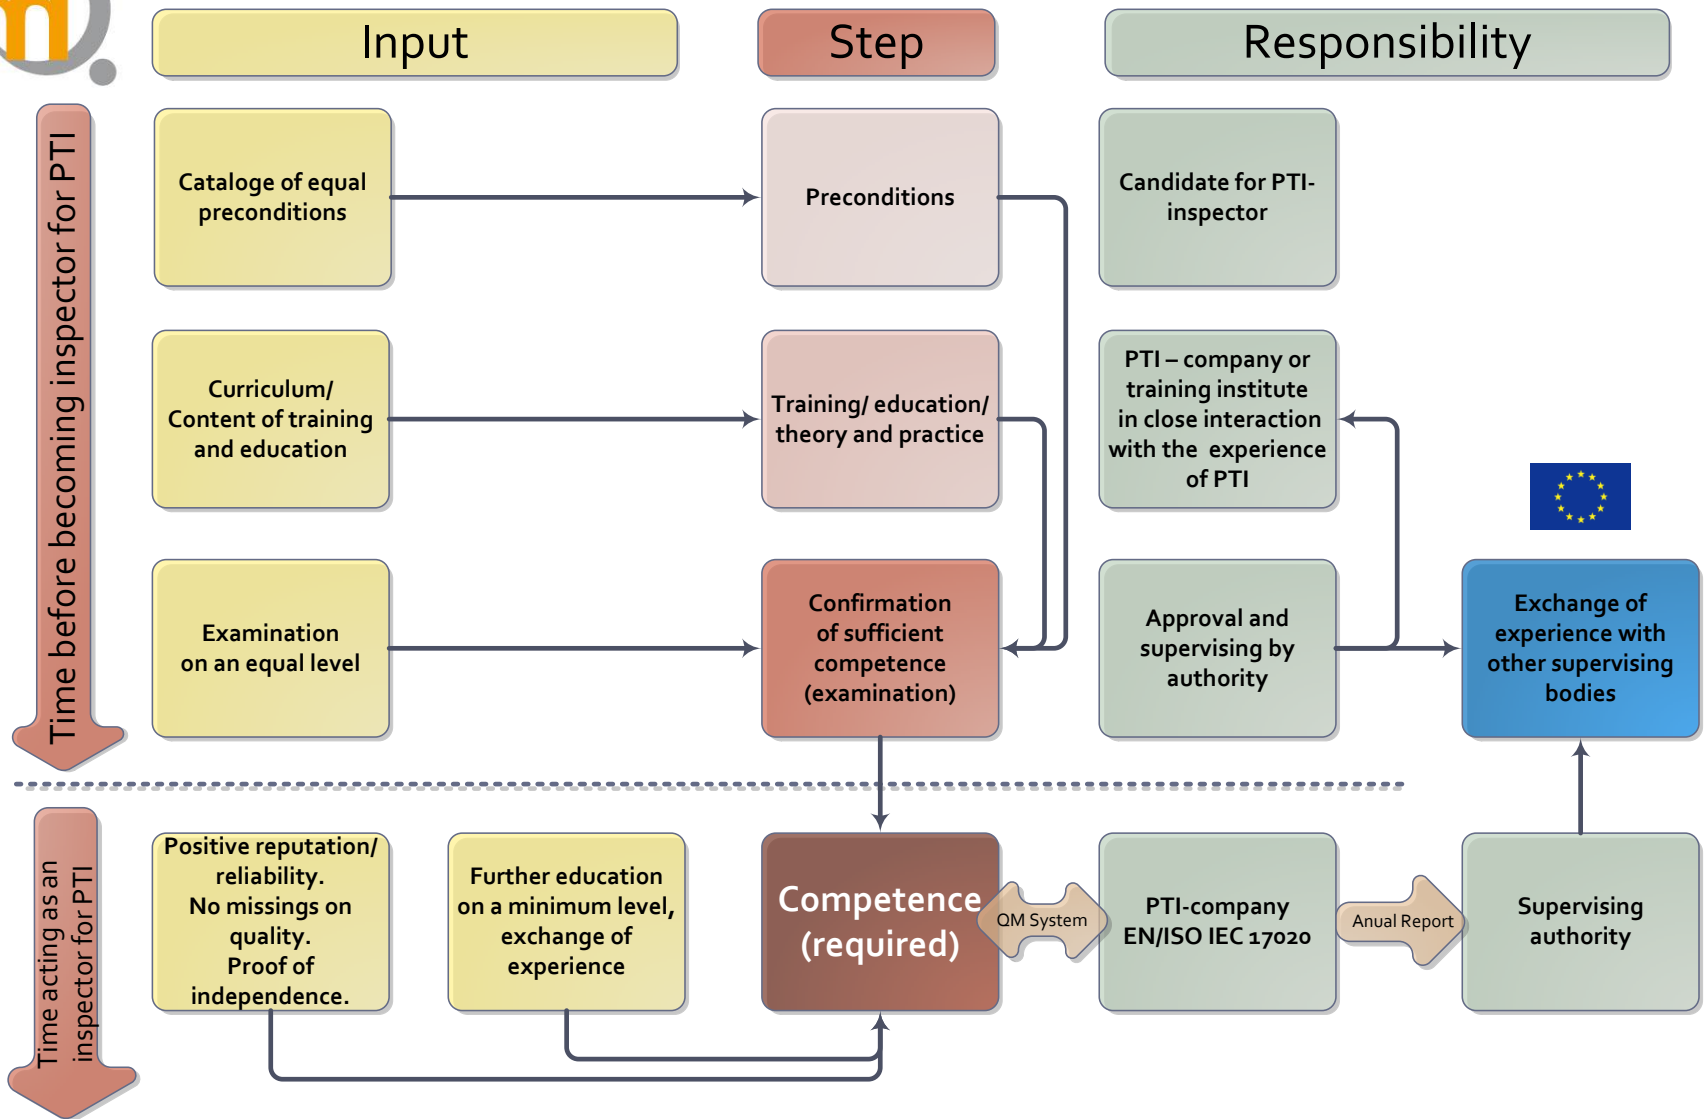 Input
Step
Responsibility
Time before becoming inspector for PTI
Cataloge of equal
preconditions
Preconditions
Candidate for PTI-
inspector
Curriculum/
Content of training
and education
Training/ education/
theory and practice
PTI – company or
training institute
in close interaction
with the experience
of PTI
Examination
on an equal level
Confirmation
of sufficient
competence
(examination)
Approval and
supervising by
authority
Exchange of
experience with
other supervising
bodies
Time acting as an
inspector for PTI
Positive reputation/
reliability.
No missings on
quality.
Proof of
independence.
Further education
on a minimum level,
exchange of
experience
Competence
(required)
QM System
PTI-company
EN/ISO IEC 17020
Anual Report
Supervising
authority